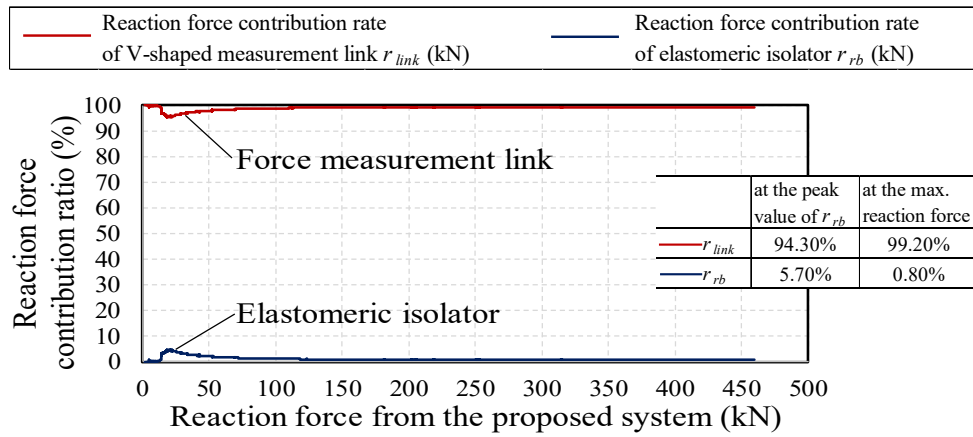 Reaction force contribution rate
of V-shaped measurement link r link (kN)
Reaction force contribution rate
of elastomeric isolator r rb (kN)
Reaction force
contribution ratio (%)
100
90
80
70
60
50
40
30
20
10
0
Force measurement link
Elastomeric isolator
at the peak
value of r rb
at the max.
reaction force
r link 94.30% 99.20%
r rb 5.70% 0.80%
0 50 100 150 200 250 300 350 400 450 500
Reaction force from the proposed system (kN)